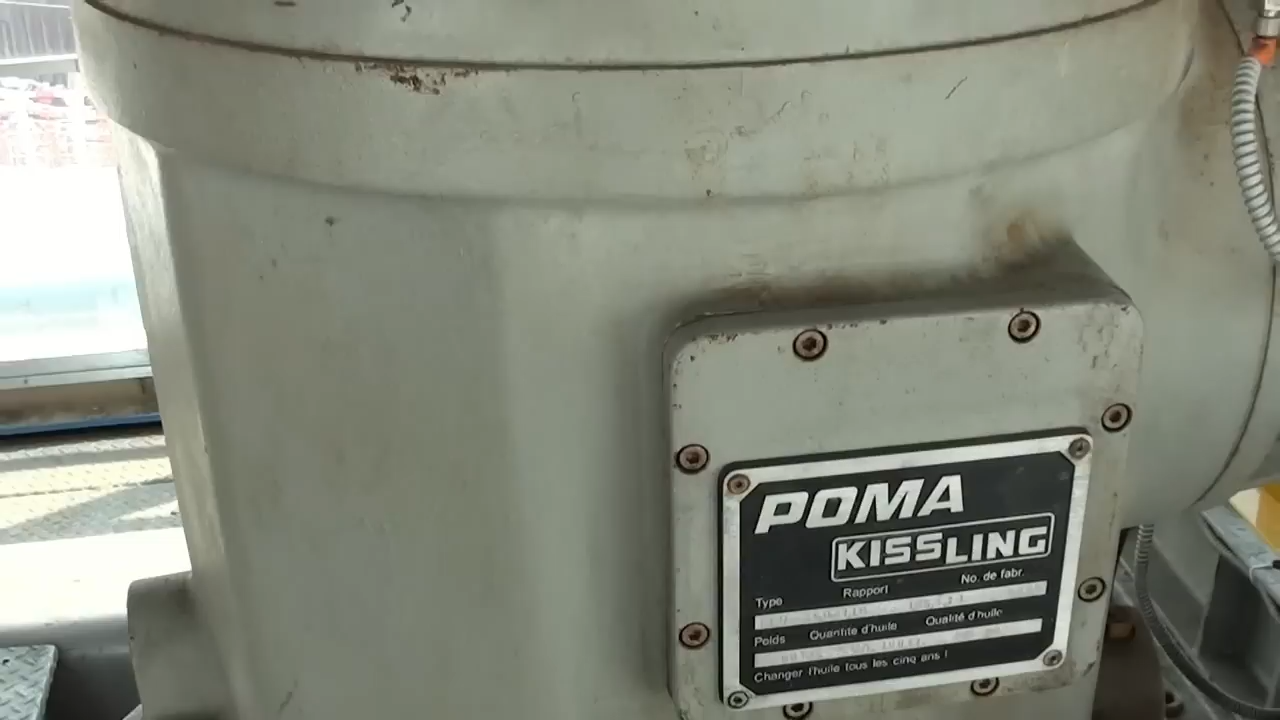 POMA
KISSLING
Type Rapport No. de fabr.
Poids Quantité d'huile Qualité d'huile
Changer l'huile tous les cinq ans !